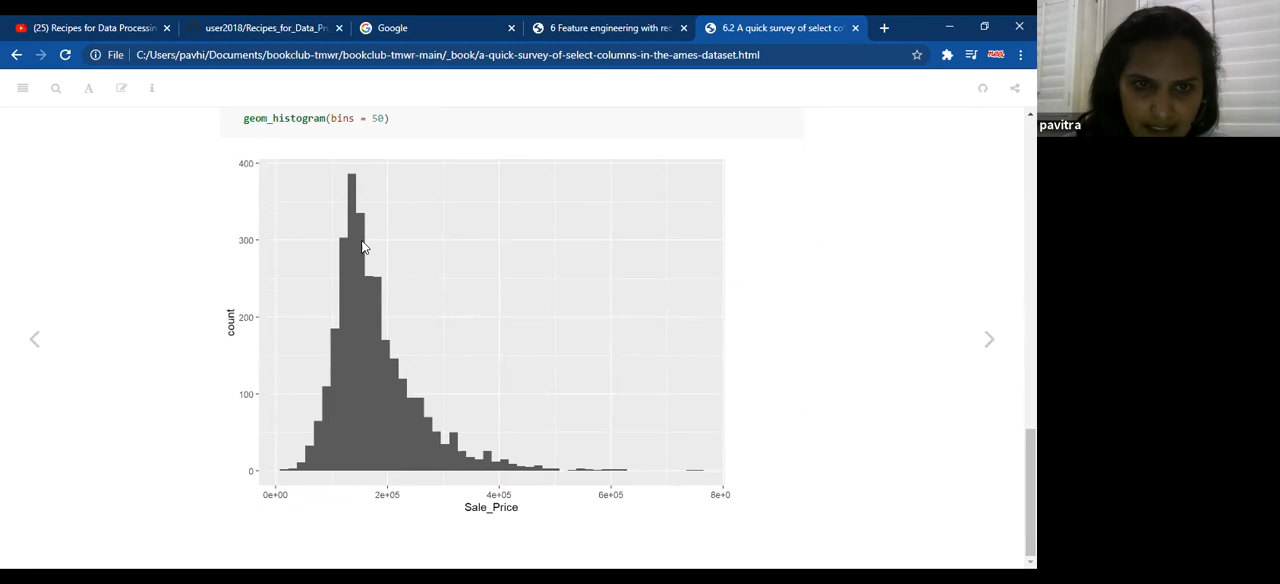 (25) Recipes for Data Processin
user2018/Recipes_for_Data_Pr
Google
6 Feature engineering with rec
6.2 A quick survey of select co
File
C:/Users/pavhi/Documents/bookclub-tmwr/bookclub-tmwr-main/_book/a-quick-survey-of-select-columns-in-the-ames-dataset.html
A
i
pavitra
geom_histogram(bins = 50)
400
300
200
100
0
count
0e+00
2e+05
4e+05
6e+05
8e+0
Sale_Price